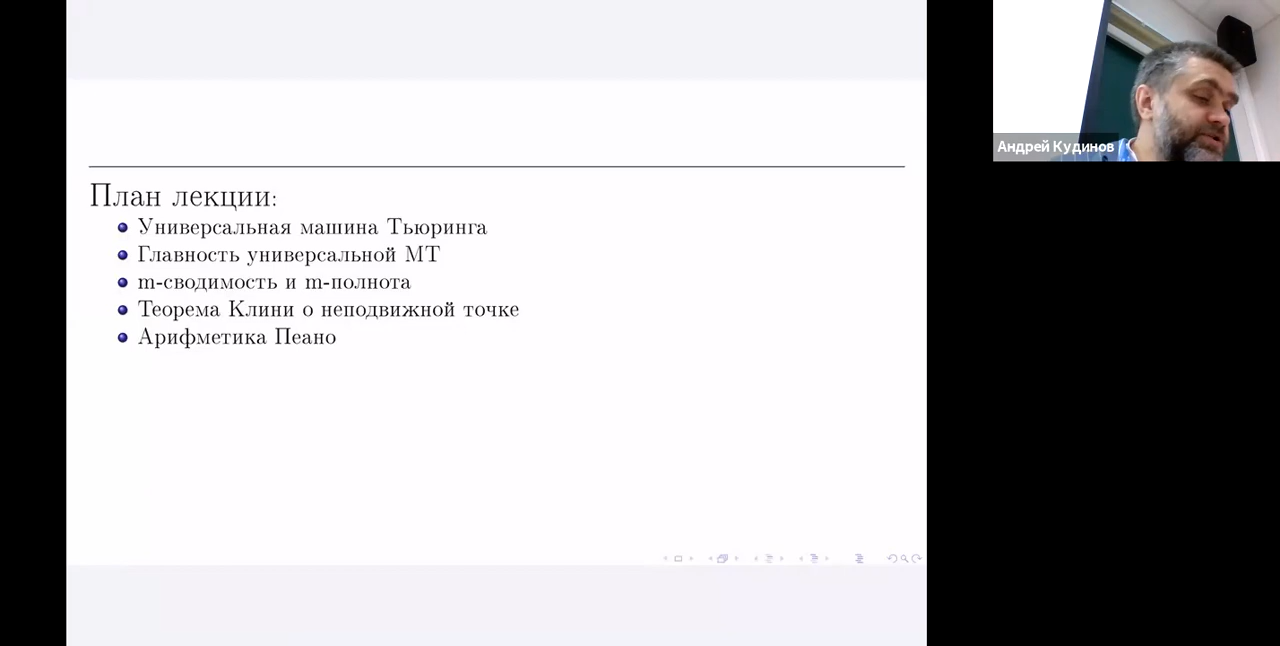 План лекции:
Универсальная машина Тьюринга
Главность универсальной МТ
m-сводимость и m-полнота
Теорема Клини о неподвижной точке
Арифметика Пеано
Андрей Кудинов